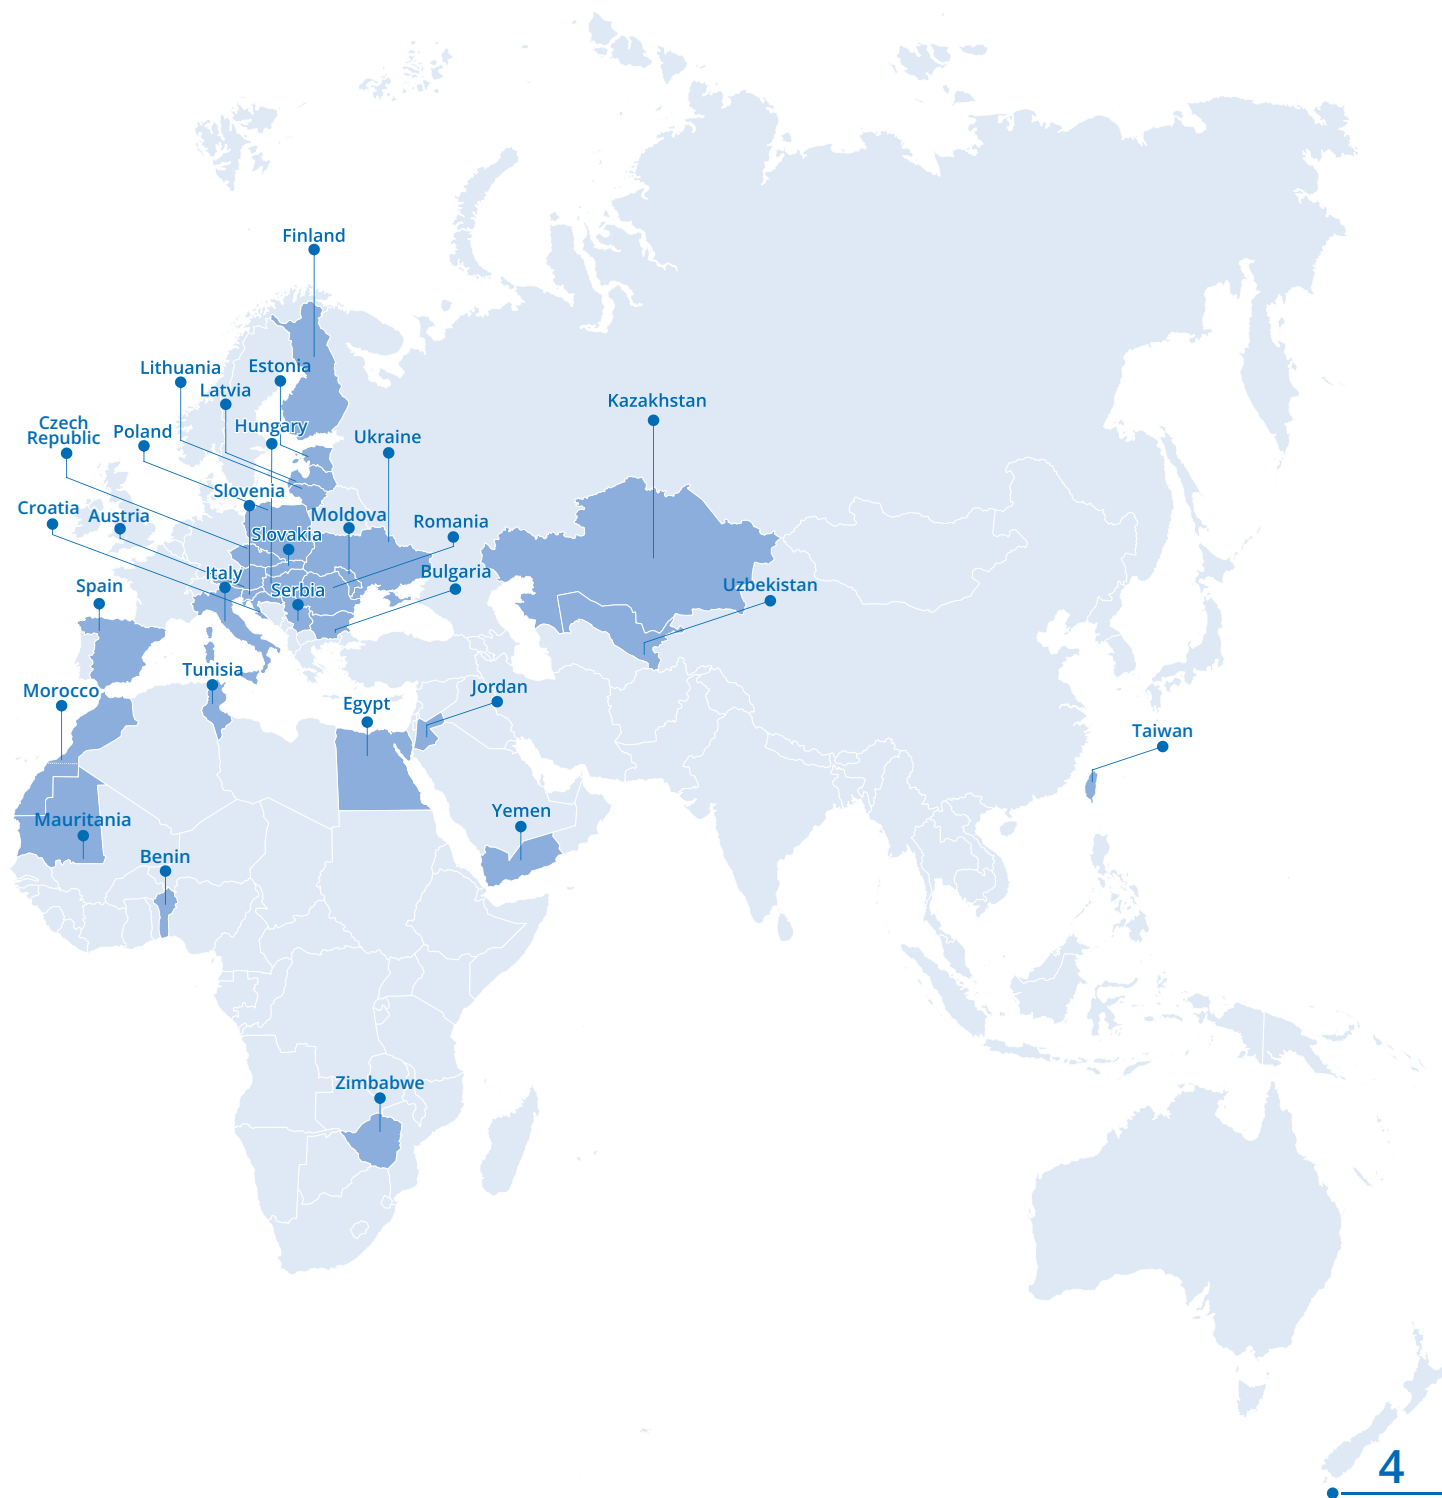 Finland
Lithuania
Estonia
Latvia
Kazakhstan
Czech
Republic
Poland
Hungary
Ukraine
Slovenia
Croatia
Austria
Moldova
Romania
Slovakia
Italy
Bulgaria
Spain
Serbia
Uzbekistan
Tunisia
Morocco
Jordan
Egypt
Taiwan
Yemen
Mauritania
Benin
Zimbabwe
4